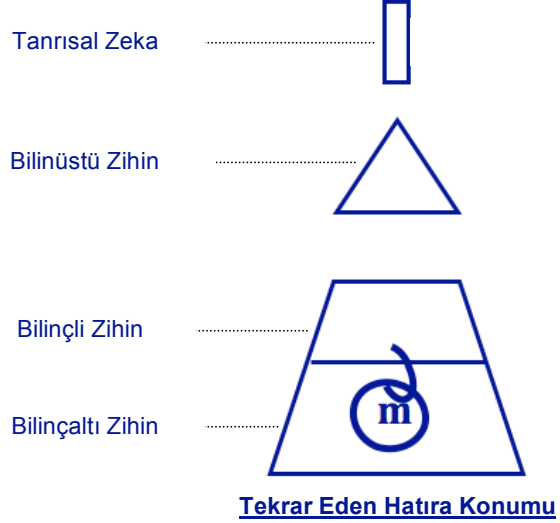 Tanrısal Zeka
Bilinüstü Zihin
Bilinçli Zihin
Bilinçaltı Zihin
m
Tekrar Eden Hatıra Konumu